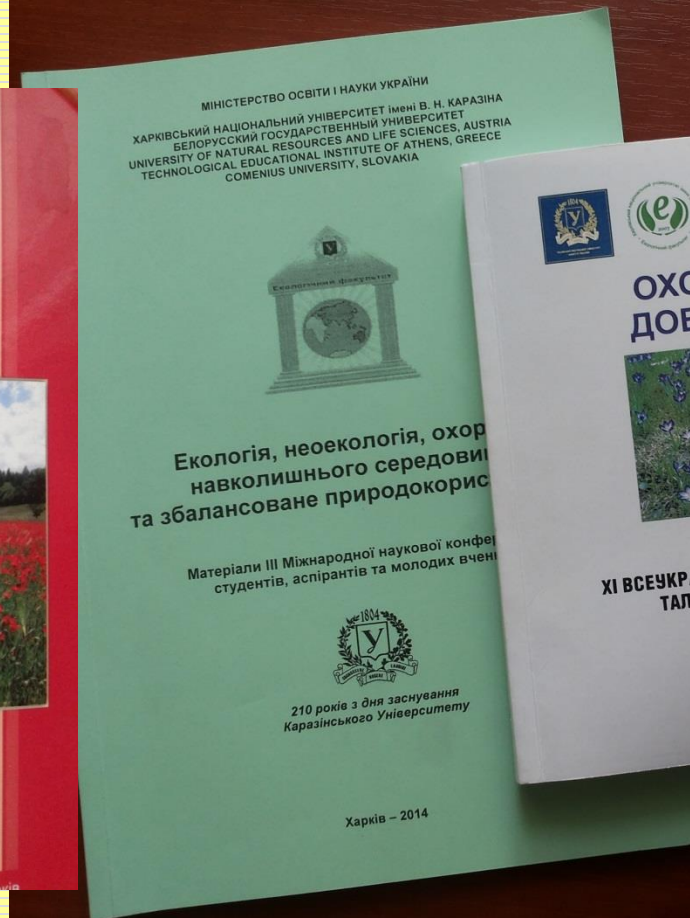 МІНІСТЕРСТВО ОСВІТИ І НАУКИ УКРАЇНИ
ХАРКІВСЬКИЙ НАЦІОНАЛЬНИЙ УНІВЕРСИТЕТ імені В. Н. КАРАЗІНА
БЕЛОРУССКИЙ ГОСУДАРСТВЕННЫЙ УНИВЕРСИТЕТ
UNIVERSITY OF NATURAL RESOURCES AND LIFE SCIENCES, AUSTRIA
TECHNOLOGICAL EDUCATIONAL INSTITUTE OF ATHENS, GREECE
COMENIUS UNIVERSITY, SLOVAKIA
Екологічний факультет
Екологія, неоекологія, охор
навколишнього середови
та збалансоване природокорис
Матеріали III Міжнародної наукової конфе
студентів, аспірантів та молодих вчен
1804
У
210 років з дня заснування
Каразінського Університету
Харків – 2014
1804
У
е
ОХО
ДОВ
XI ВСЕУКР
ТАЛ